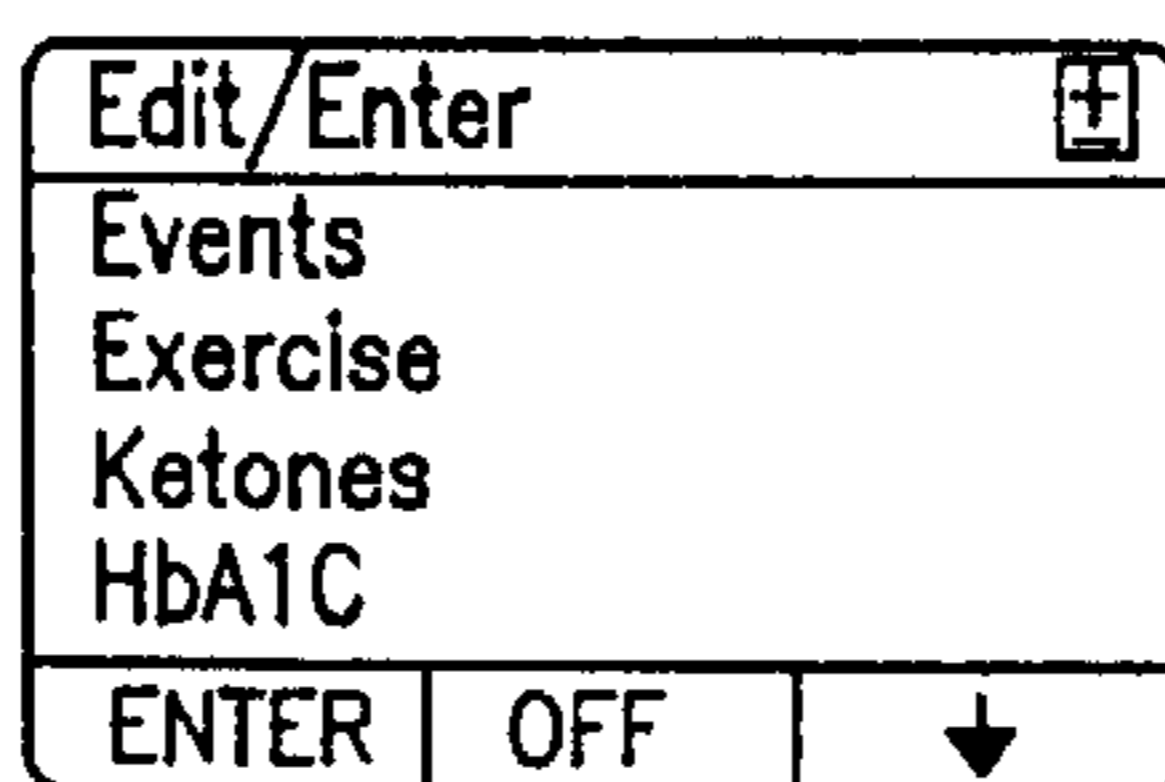 Edit/Enter
Events
Exercise
Ketones
HbA1C
ENTER OFF ↓